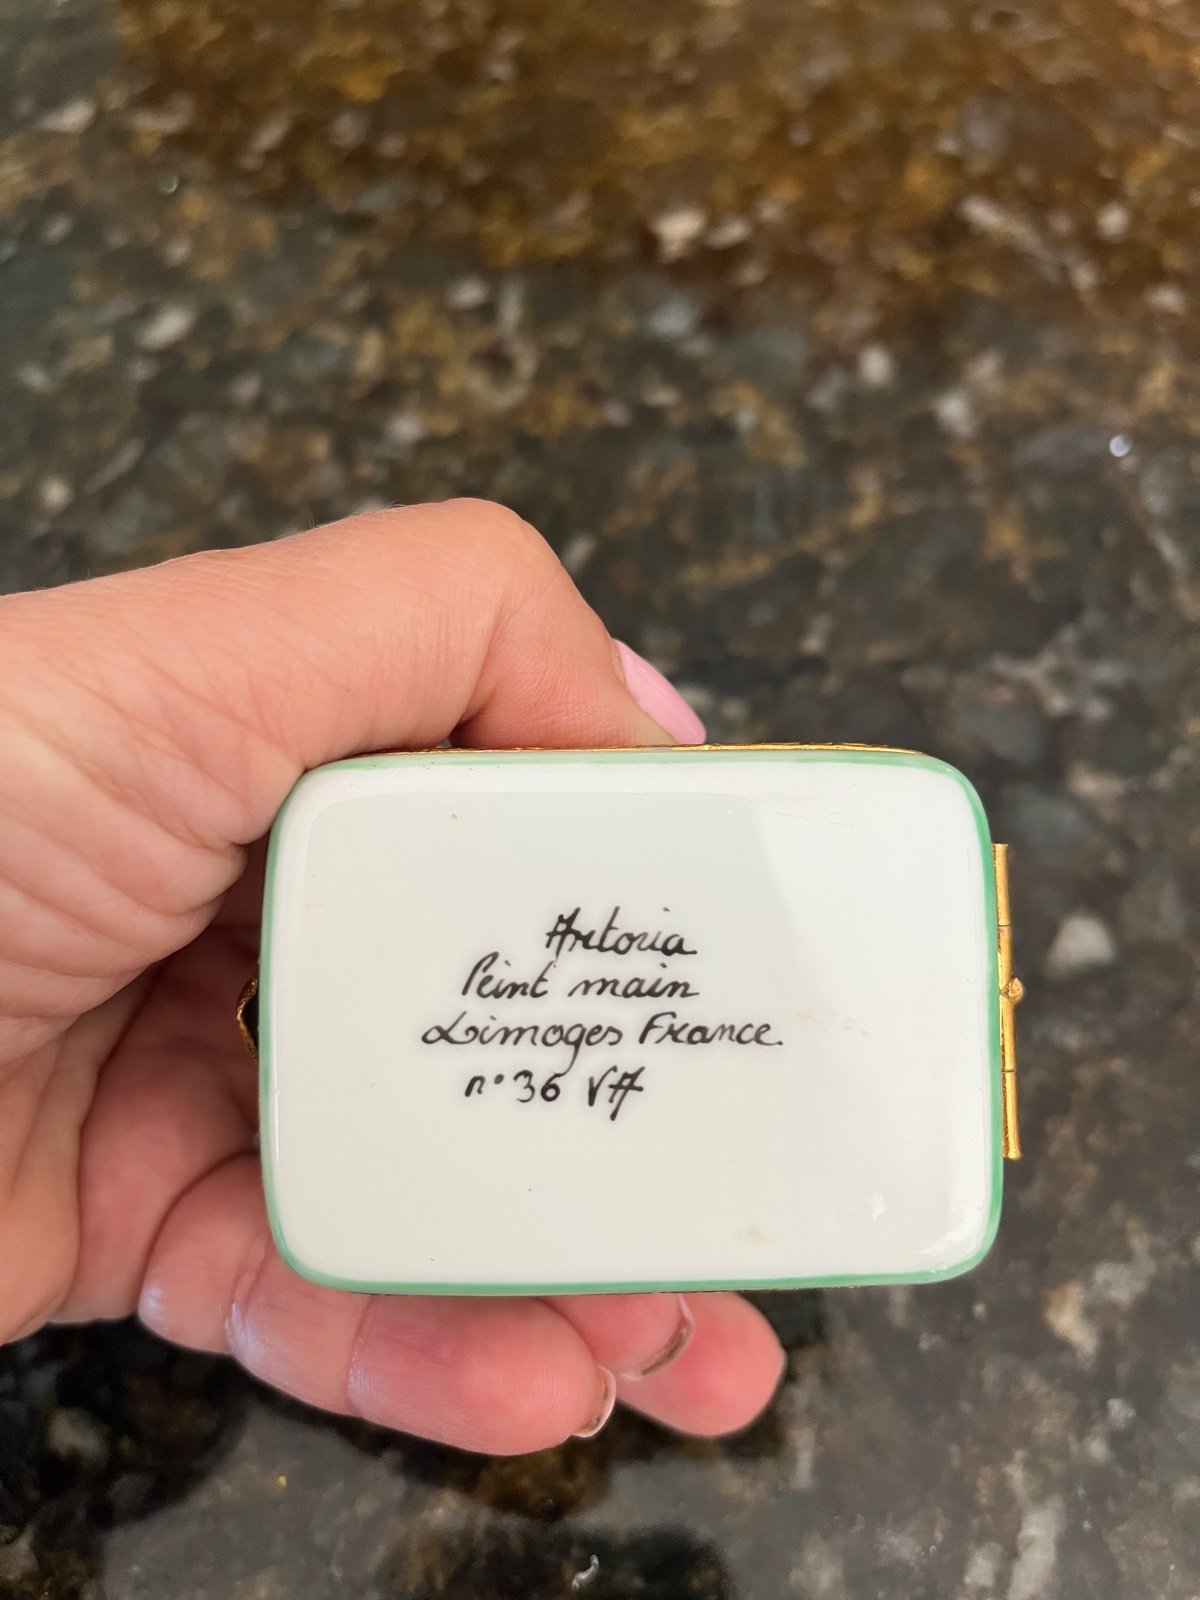 Artoria
Peint main
Limoges France.
n° 36 VA